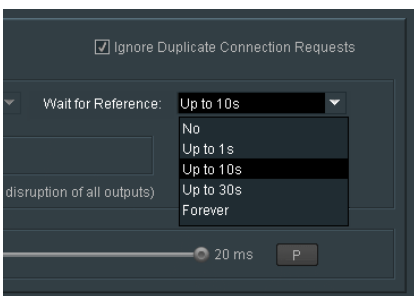 Ignore Duplicate Connection Requests
Wait for Reference: Up to 10s
No
Up to 1s
Up to 10s
Up to 30s
Forever
disruption of all outputs)
20 ms P